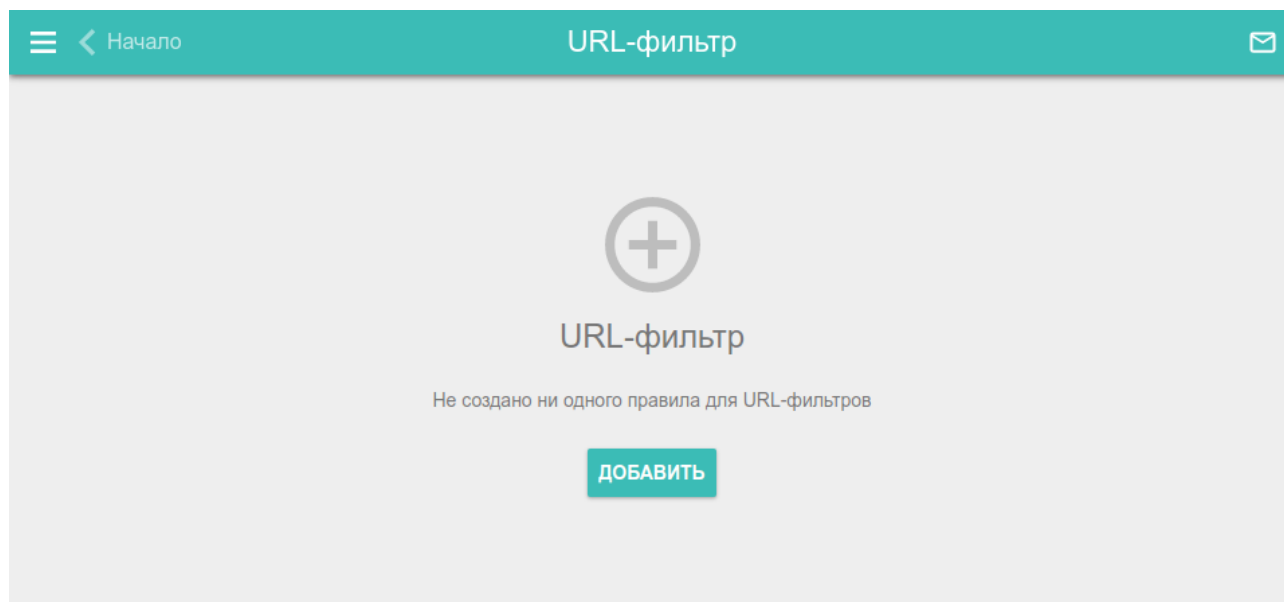 Начало
URL-фильтр
URL-фильтр
Не создано ни одного правила для URL-фильтров
ДОБАВИТЬ